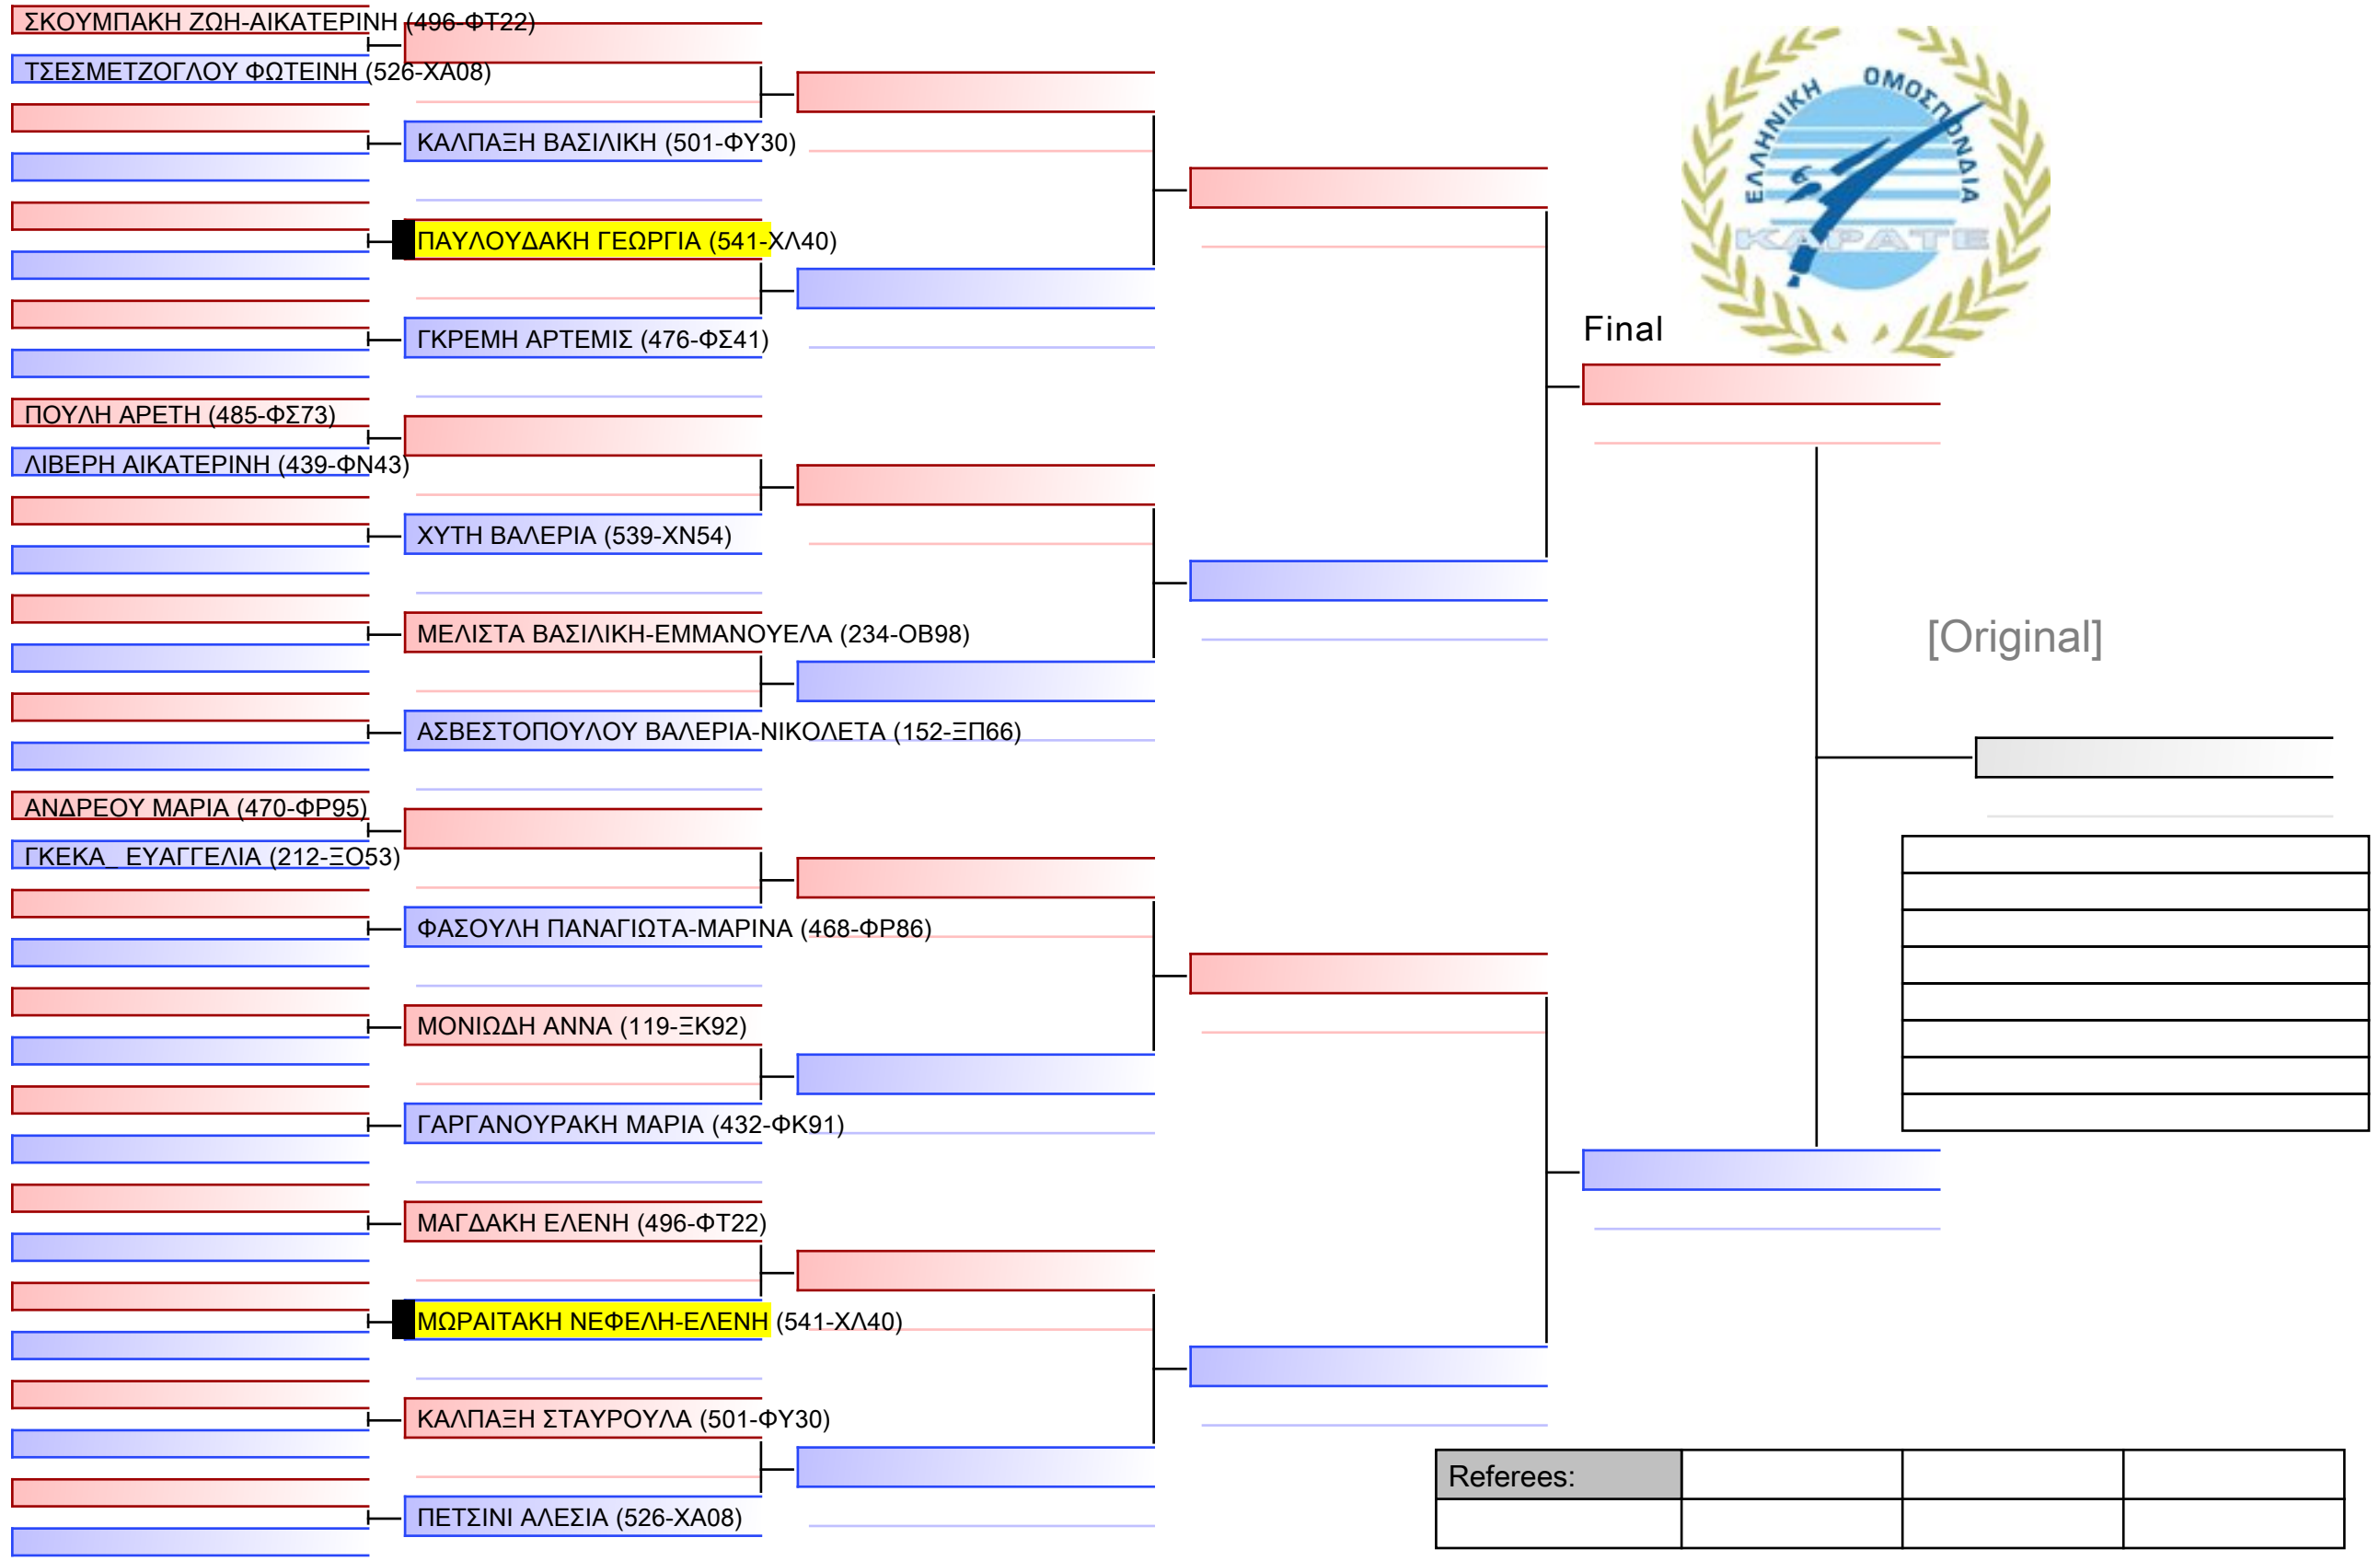 ΣΚΟΥΜΠΑΚΗ ΖΩΗ-ΑΙΚΑΤΕΡΙΝΗ (496-ΦΤ22)
ΤΣΕΣΜΕΤΖΟΓΛΟΥ ΦΩΤΕΙΝΗ (526-ΧΑ08)
ΚΑΛΠΑΞΗ ΒΑΣΙΛΙΚΗ (501-ΦΥ30)
ΠΑΥΛΟΥΔΑΚΗ ΓΕΩΡΓΙΑ (541-ΧΛ40)
ΓΚΡΕΜΗ ΑΡΤΕΜΙΣ (476-ΦΣ41)
ΠΟΥΛΗ ΑΡΕΤΗ (485-ΦΣ73)
ΛΙΒΕΡΗ ΑΙΚΑΤΕΡΙΝΗ (439-ΦΝ43)
ΧΥΤΗ ΒΑΛΕΡΙΑ (539-ΧΝ54)
ΜΕΛΙΣΤΑ ΒΑΣΙΛΙΚΗ-ΕΜΜΑΝΟΥΕΛΑ (234-ΟΒ98)
ΑΣΒΕΣΤΟΠΟΥΛΟΥ ΒΑΛΕΡΙΑ-ΝΙΚΟΛΕΤΑ (152-ΞΠ66)
ΑΝΔΡΕΟΥ ΜΑΡΙΑ (470-ΦΡ95)
ΓΚΕΚΑ_ ΕΥΑΓΓΕΛΙΑ (212-ΞΟ53)
ΦΑΣΟΥΛΗ ΠΑΝΑΓΙΩΤΑ-ΜΑΡΙΝΑ (468-ΦΡ86)
ΜΟΝΙΩΔΗ ΑΝΝΑ (119-ΞΚ92)
ΓΑΡΓΑΝΟΥΡΑΚΗ ΜΑΡΙΑ (432-ΦΚ91)
ΜΑΓΔΑΚΗ ΕΛΕΝΗ (496-ΦΤ22)
ΜΩΡΑΙΤΑΚΗ ΝΕΦΕΛΗ-ΕΛΕΝΗ (541-ΧΛ40)
ΚΑΛΠΑΞΗ ΣΤΑΥΡΟΥΛΑ (501-ΦΥ30)
ΠΕΤΣΙΝΙ ΑΛΕΣΙΑ (526-ΧΑ08)
ΕΛΛΗΝΙΚΗ ΟΜΟΣΠΟΝΔΙΑ
ΚΑΡΑΤΕ
Final
[Original]
Referees: